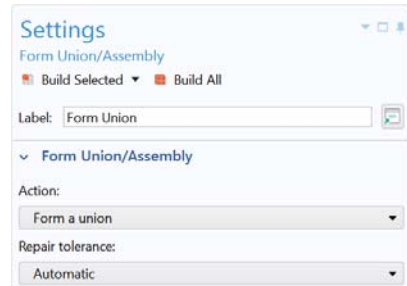 Settings
Form Union/Assembly
Build Selected Build All
Label: Form Union
Form Union/Assembly
Action:
Form a union
Repair tolerance:
Automatic